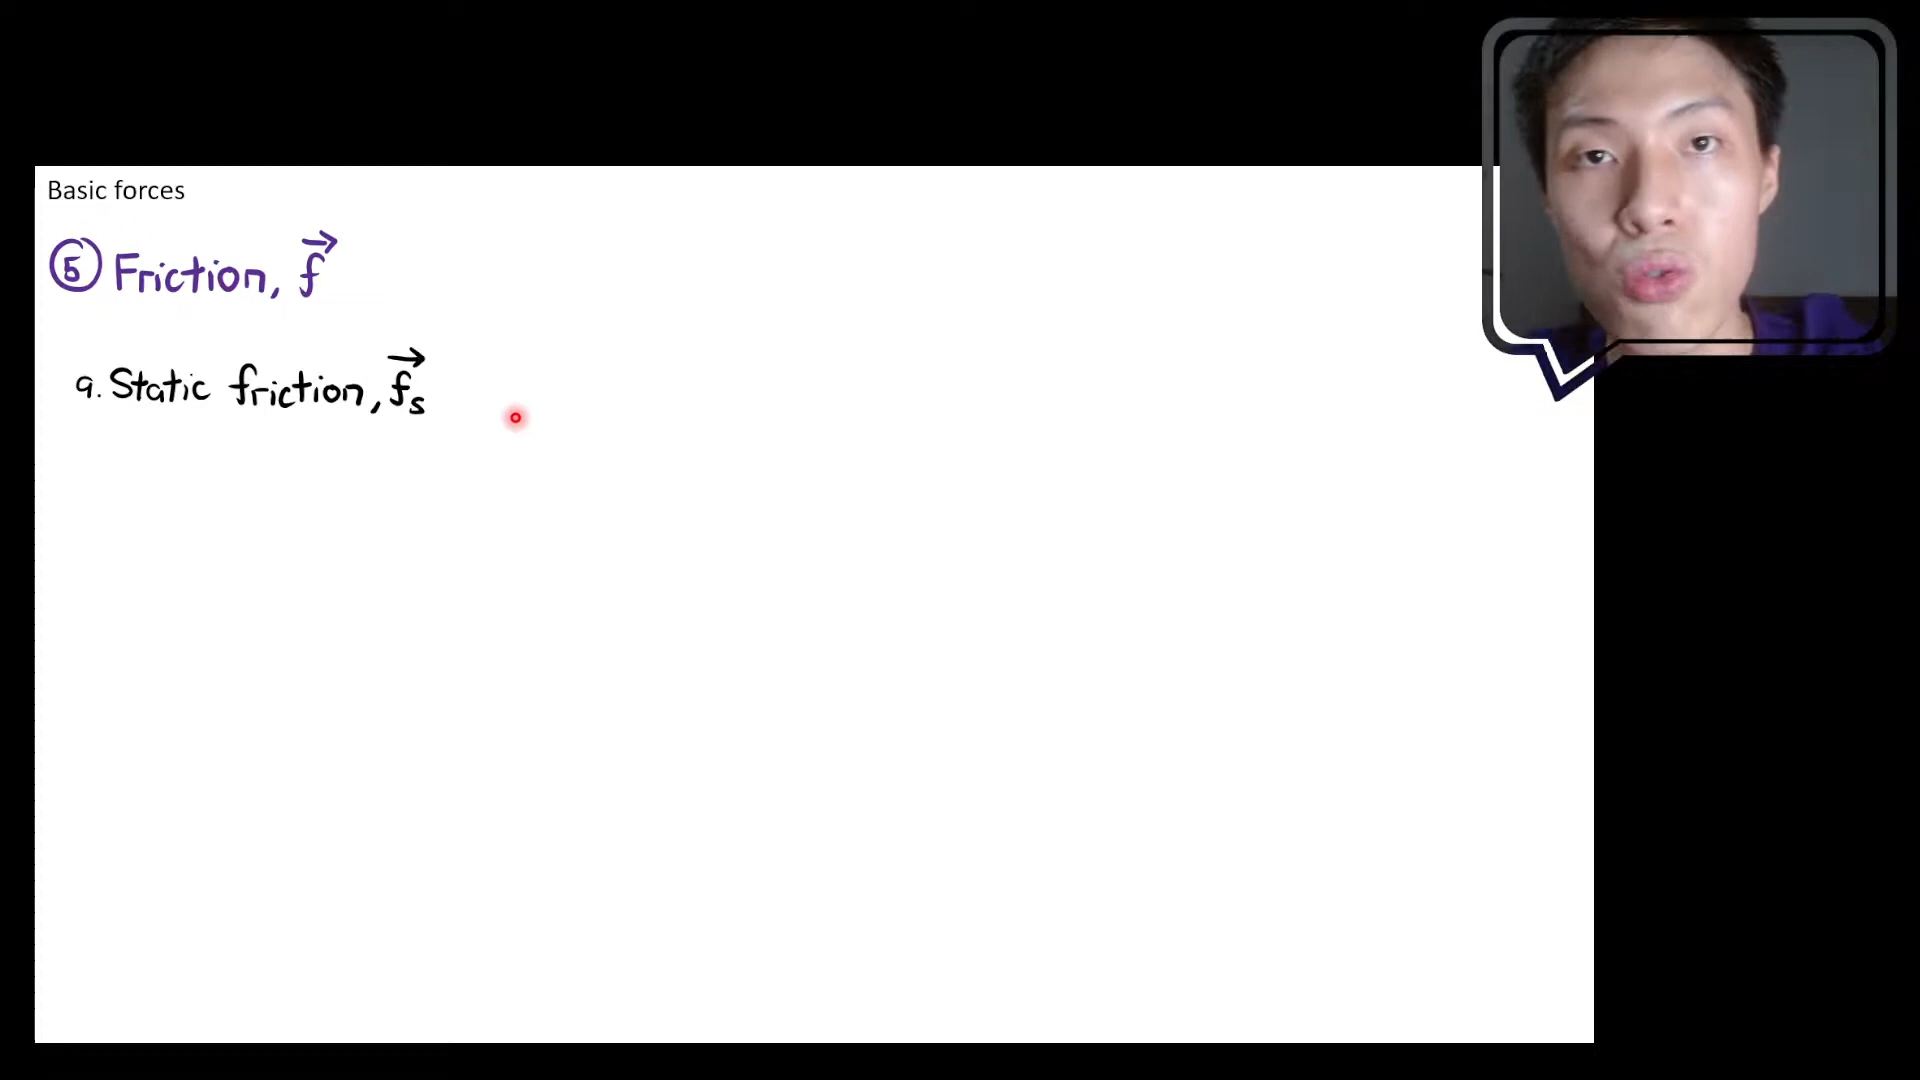 Basic forces
⑤ Friction, f⃗
a. Static friction, f⃗s